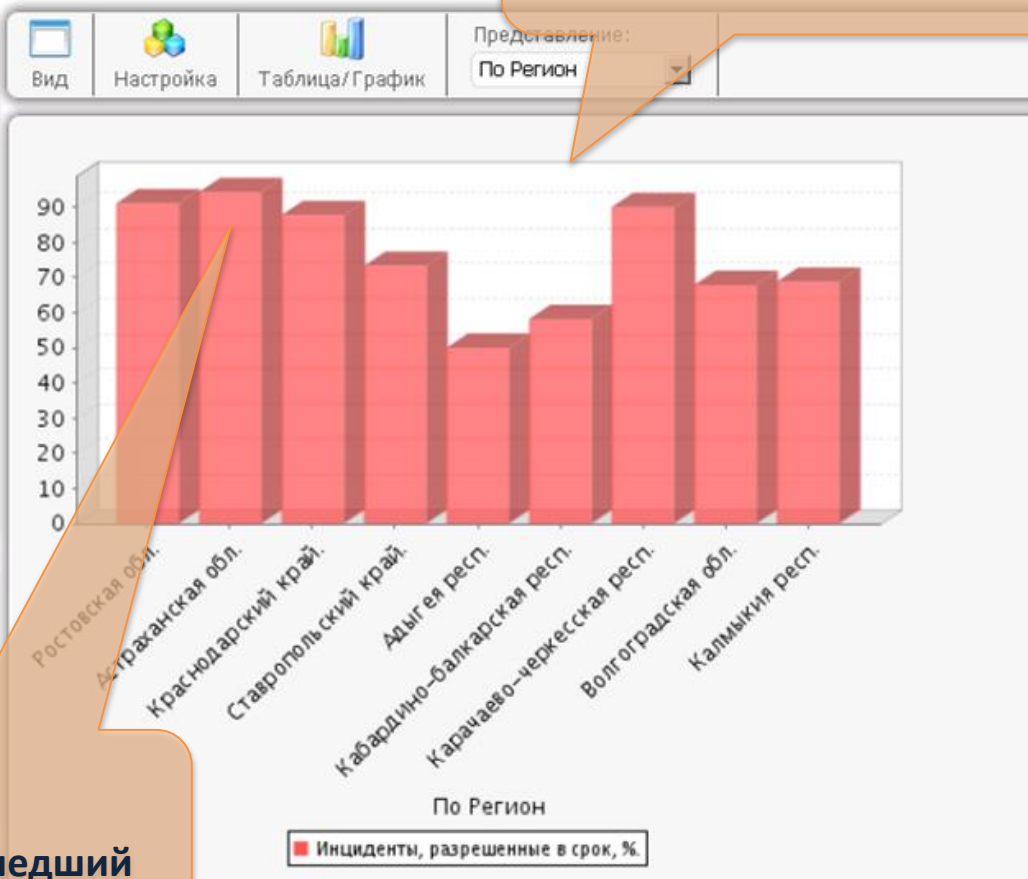 Представление:
Вид
Настройка
Таблица/График
По Регион
90
80
70
60
50
40
30
20
10
0
Ростовская обл.
Астраханская обл.
Краснодарский край.
Ставропольский край.
Адыгея респ.
Кабардино-балкарская респ.
Карачаево-черкесская респ.
Волгоградская обл.
Калмыкия респ.
По Регион
Инциденты, разрешенные в срок, %.